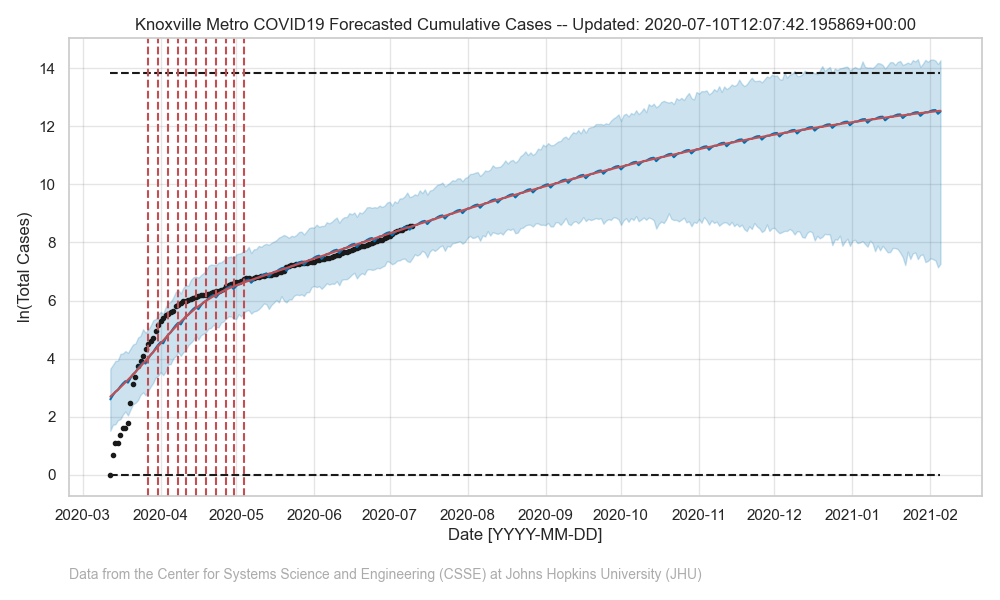 Knoxville Metro COVID19 Forecasted Cumulative Cases -- Updated: 2020-07-10T12:07:42.195869+00:00
ln(Total Cases)
14
12
10
8
6
4
2
0
2020-03 2020-04 2020-05 2020-06 2020-07 2020-08 2020-09 2020-10 2020-11 2020-12 2021-01 2021-02
Date [YYYY-MM-DD]
Data from the Center for Systems Science and Engineering (CSSE) at Johns Hopkins University (JHU)